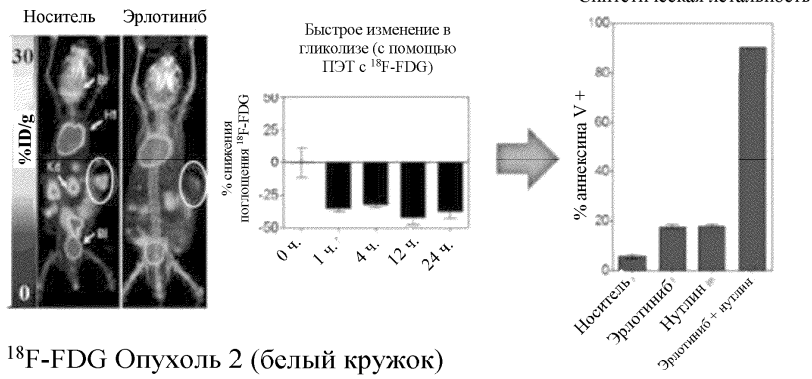 Синтетическая летальность
Носитель
Эрлотиниб
30
%ID/g
0
Быстрое изменение в
гликолизе (с помощью
ПЭТ с ¹⁸F-FDG)
% снижения
поглощения ¹⁸F-FDG
50
0
-50
0 ч.
1 ч.
4 ч.
12 ч.
24 ч.
% аннексина V +
100
80
60
40
20
0
Носитель
Эрлотиниб
Нутлин
Эрлотиниб + нутлин
¹⁸F-FDG Опухоль 2 (белый кружок)